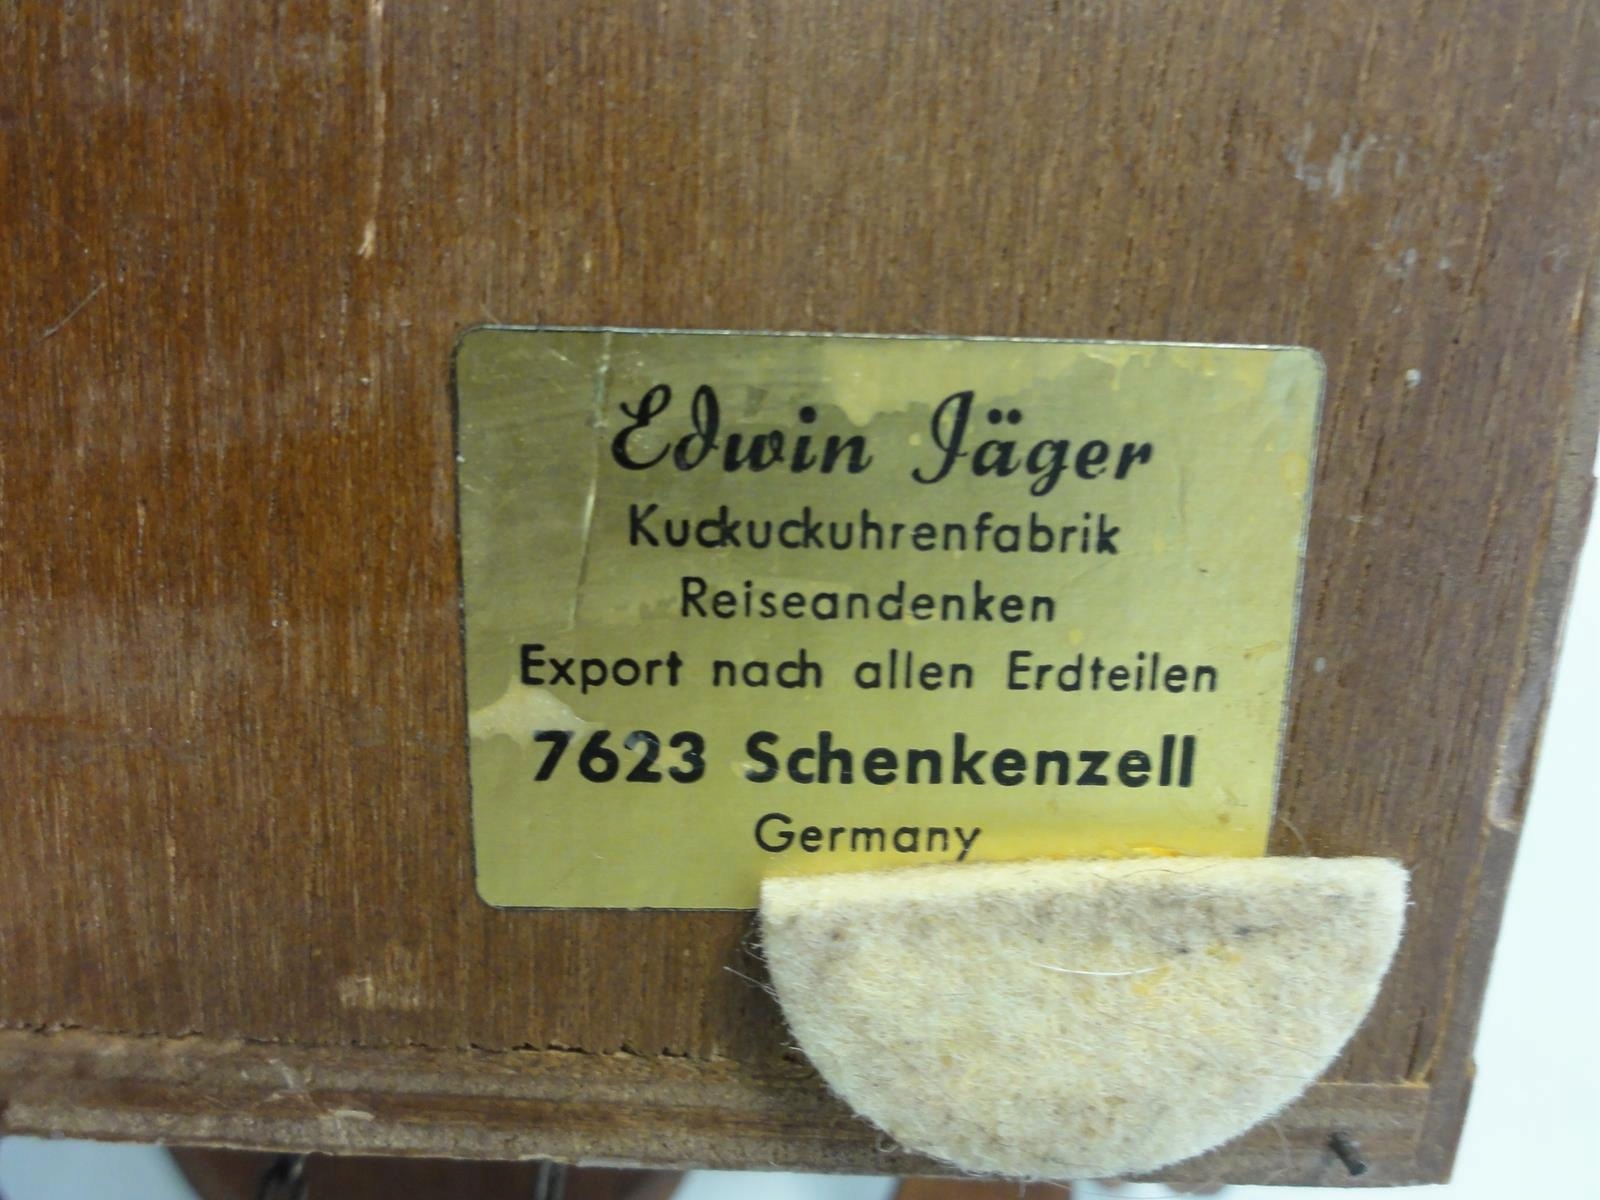 Edwin Jäger
Kuckuckuhrenfabrik
Reiseandenken
Export nach allen Erdteilen
7623 Schenkenzell
Germany